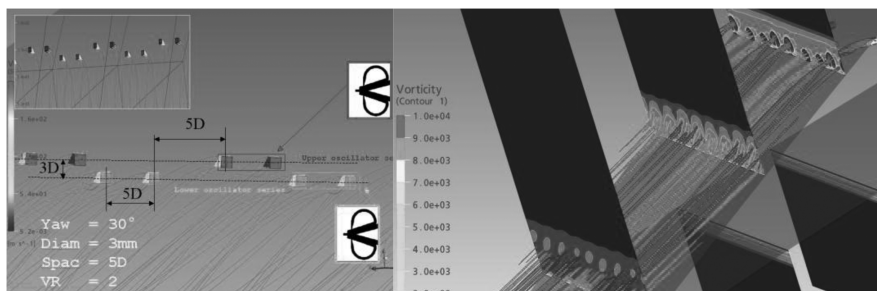 5D
3D
Upper oscillator se
5D
Lower oscillator series
Yaw = 30°
Diam = 3mm
Spac = 5D
VR = 2
Vorticity
(Contour 1)
1.0e+04
9.0e+03
8.0e+03
7.0e+03
6.0e+03
5.0e+03
4.0e+03
3.0e+03